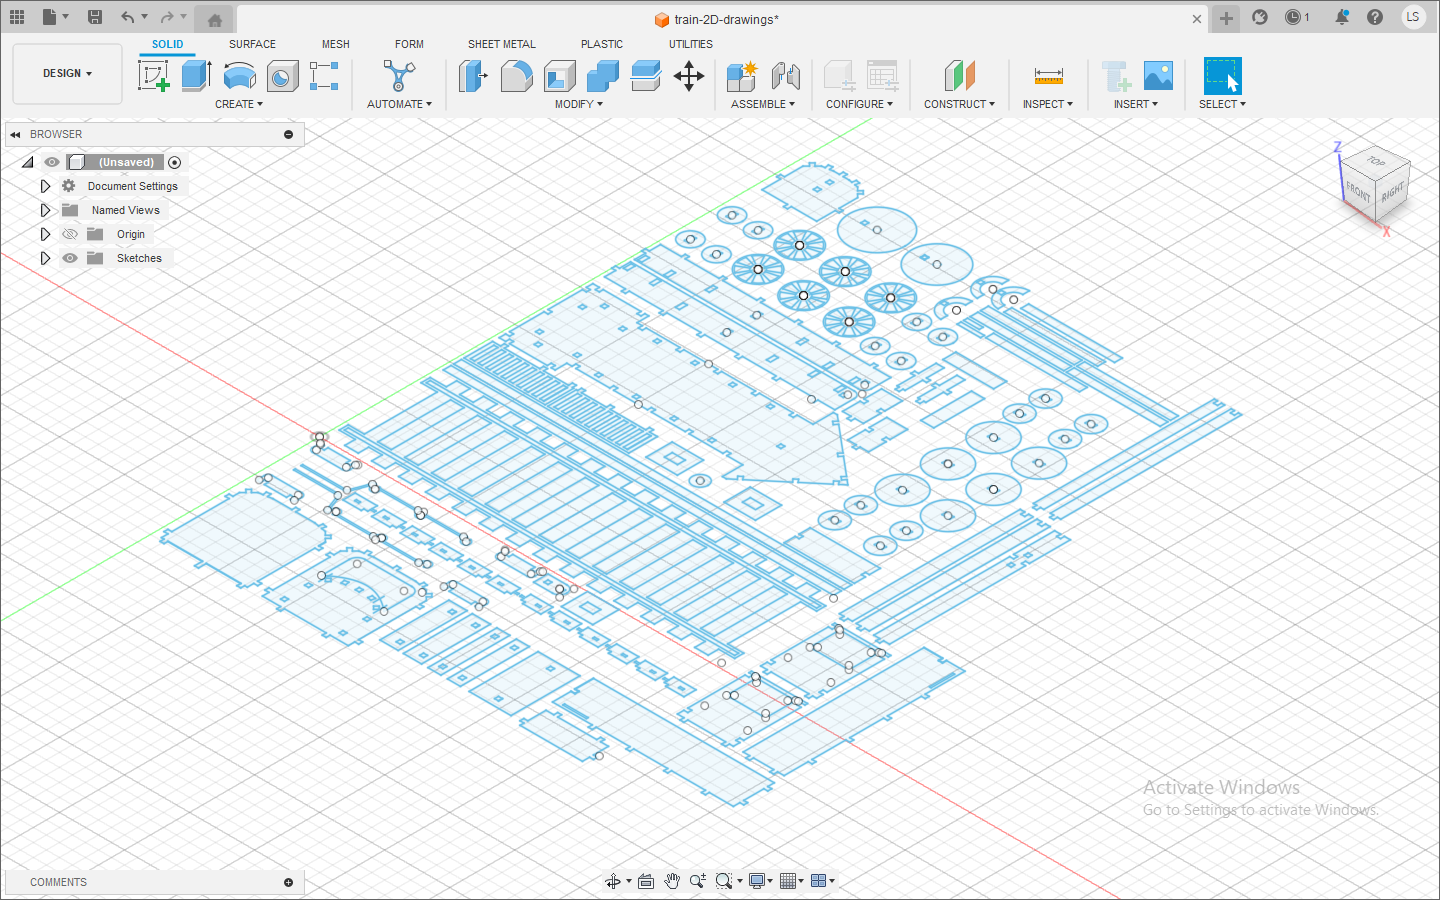 train-2D-drawings*
1
LS
DESIGN
SOLID
SURFACE
MESH
FORM
SHEET METAL
PLASTIC
UTILITIES
CREATE
AUTOMATE
MODIFY
ASSEMBLE
CONFIGURE
CONSTRUCT
INSPECT
INSERT
SELECT
BROWSER
(Unsaved)
Document Settings
Named Views
Origin
Sketches
Z
TOP
FRONT
RIGHT
X
Activate Windows
Go to Settings to activate Windows.
COMMENTS